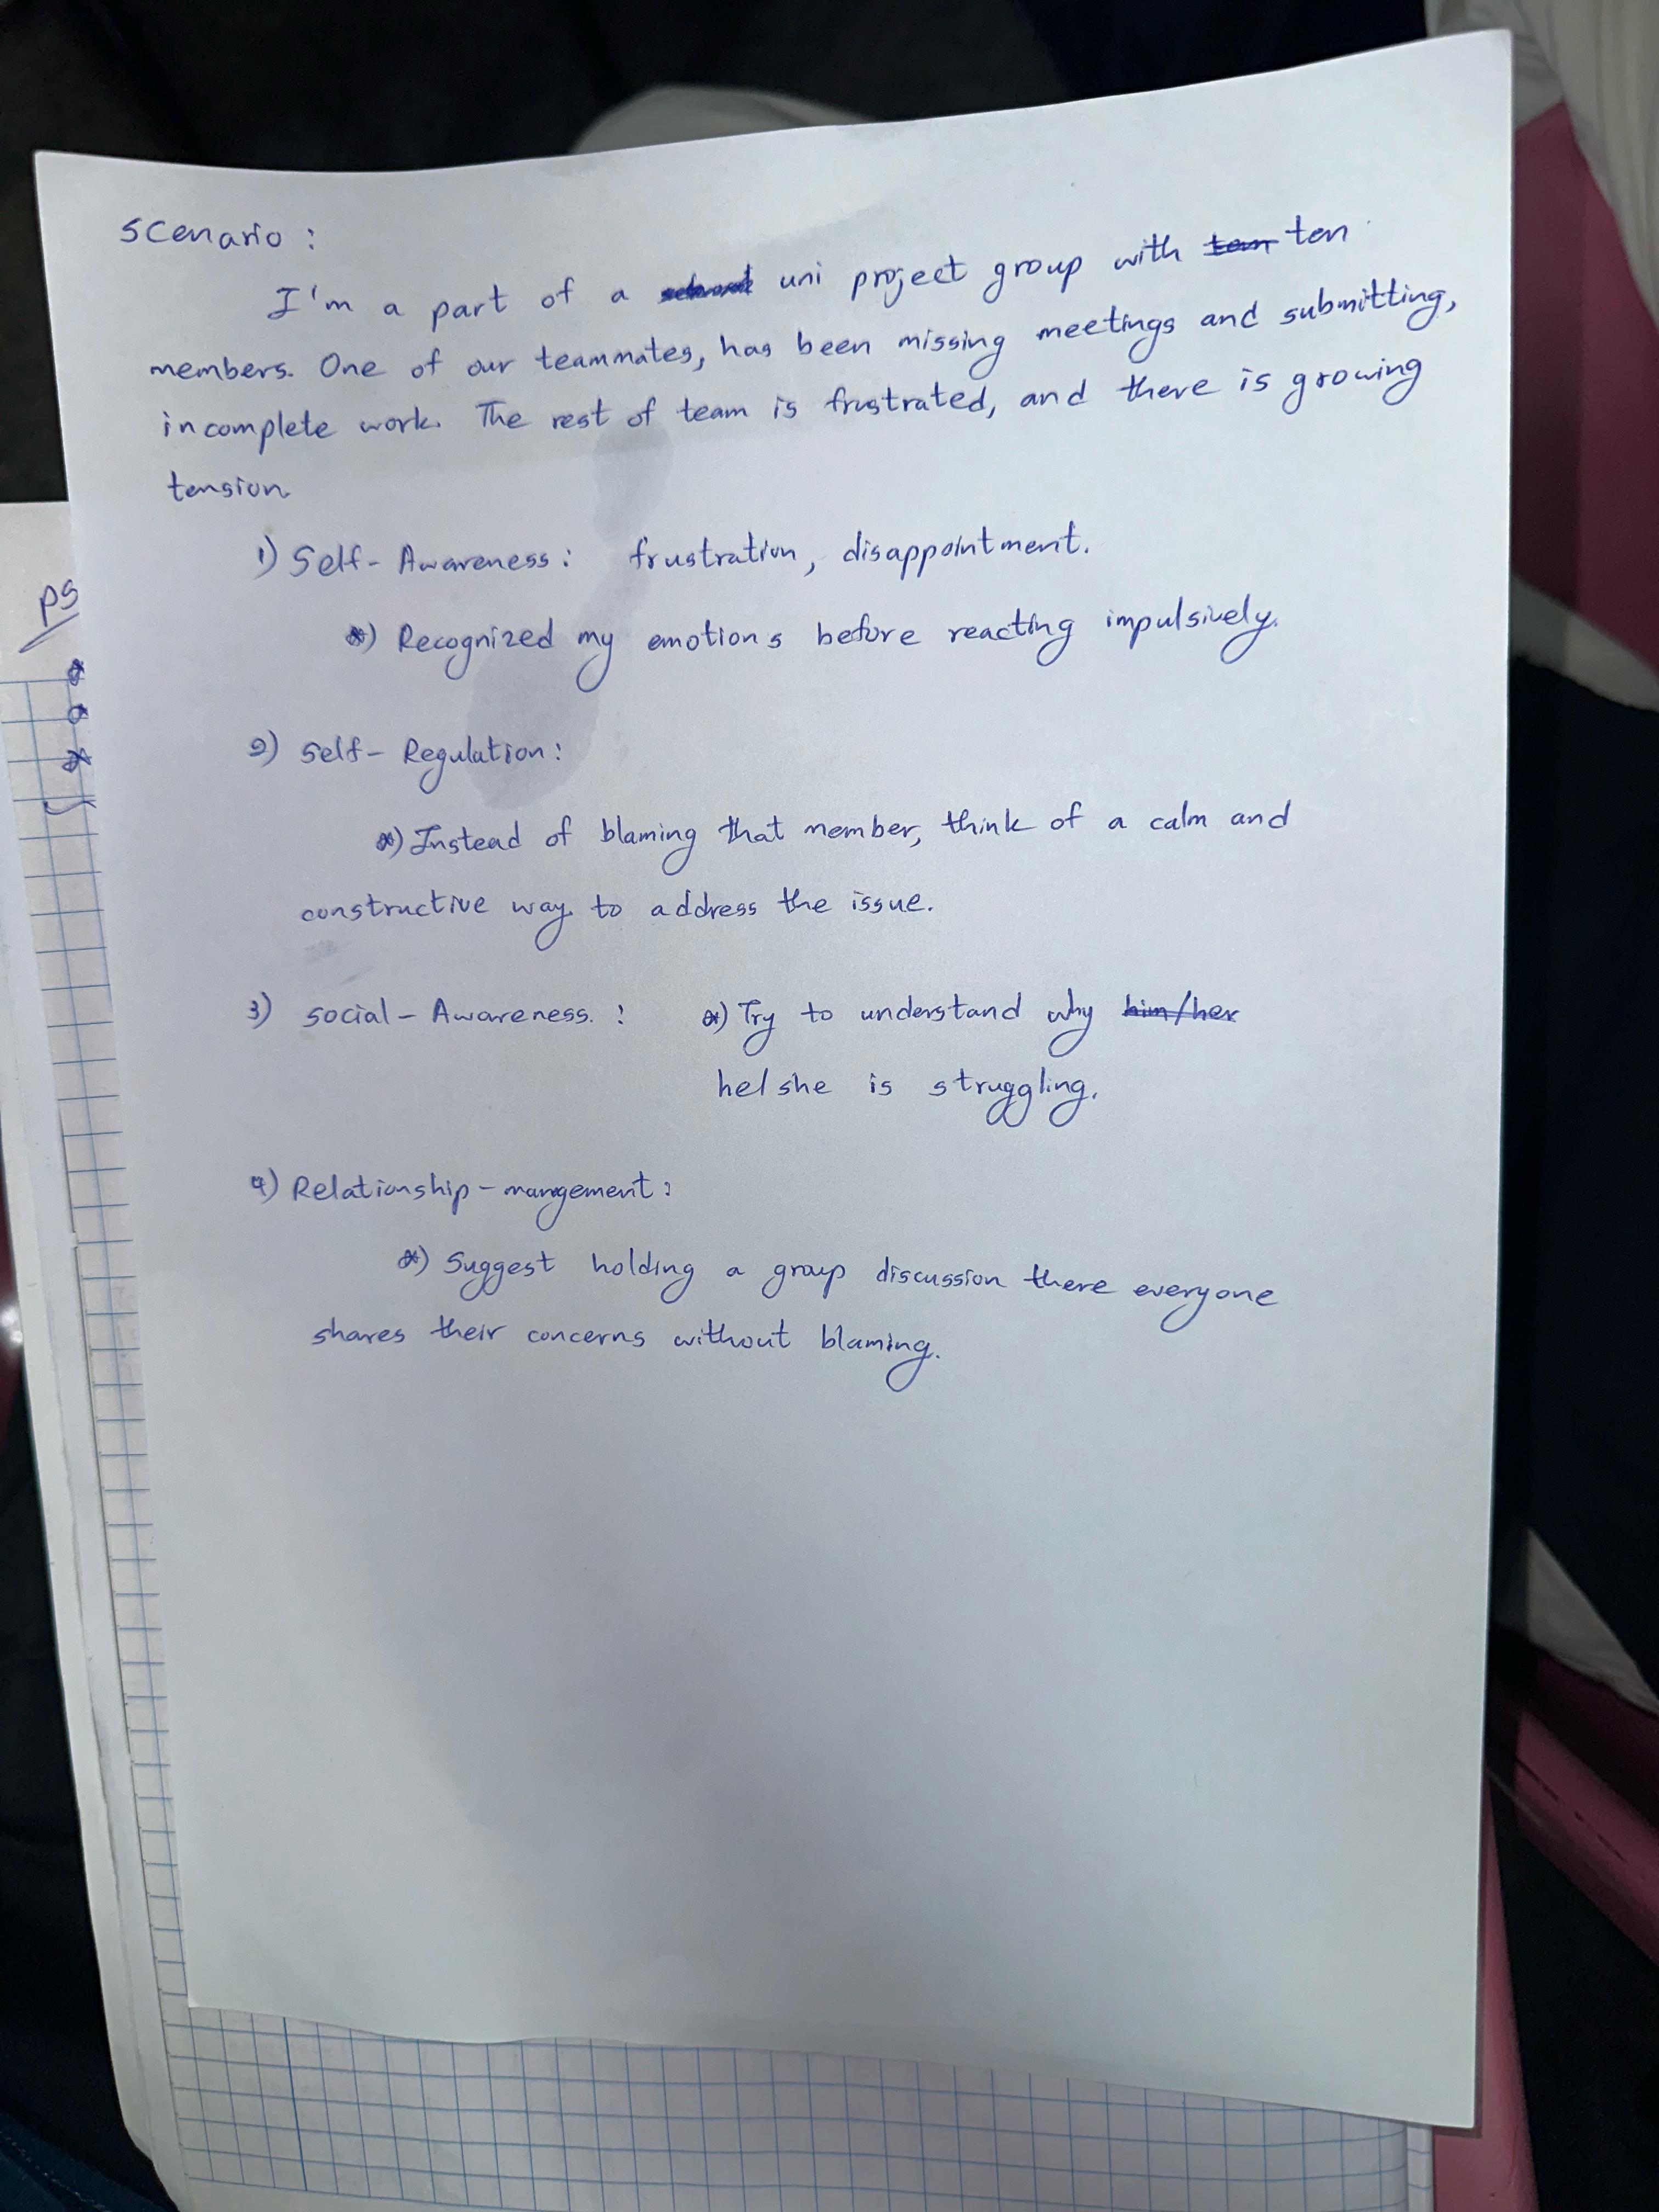 Scenario :
I'm a part of a uni project group with ten
members. One of our teammates, has been missing meetings and submitting,
incomplete work. The rest of team is frustrated, and there is growing
tension.
1) Self-Awareness: frustration, disappointment.
*) Recognized my emotions before reacting impulsively.
PS
2) Self-Regulation:
*) Instead of blaming that member, think of a calm and
constructive way to address the issue.
3) Social-Awareness. : *) Try to understand why him/her
he/she is struggling.
4) Relationship-mangement:
*) Suggest holding a group discussion there everyone
shares their concerns without blaming.